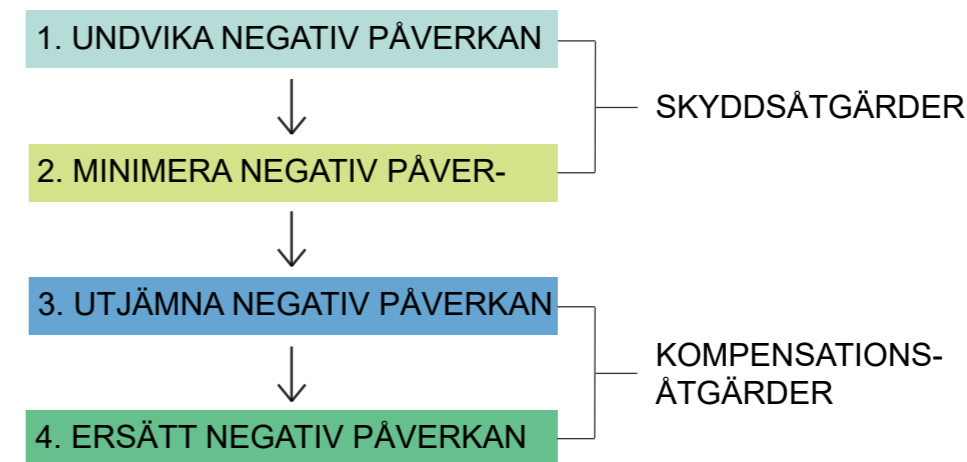 1. UNDVIKA NEGATIV PÅVERKAN
SKYDDSÅTGÄRDER
2. MINIMERA NEGATIV PÅVER-
3. UTJÄMNA NEGATIV PÅVERKAN
KOMPENSATIONS-
ÅTGÄRDER
4. ERSÄTT NEGATIV PÅVERKAN